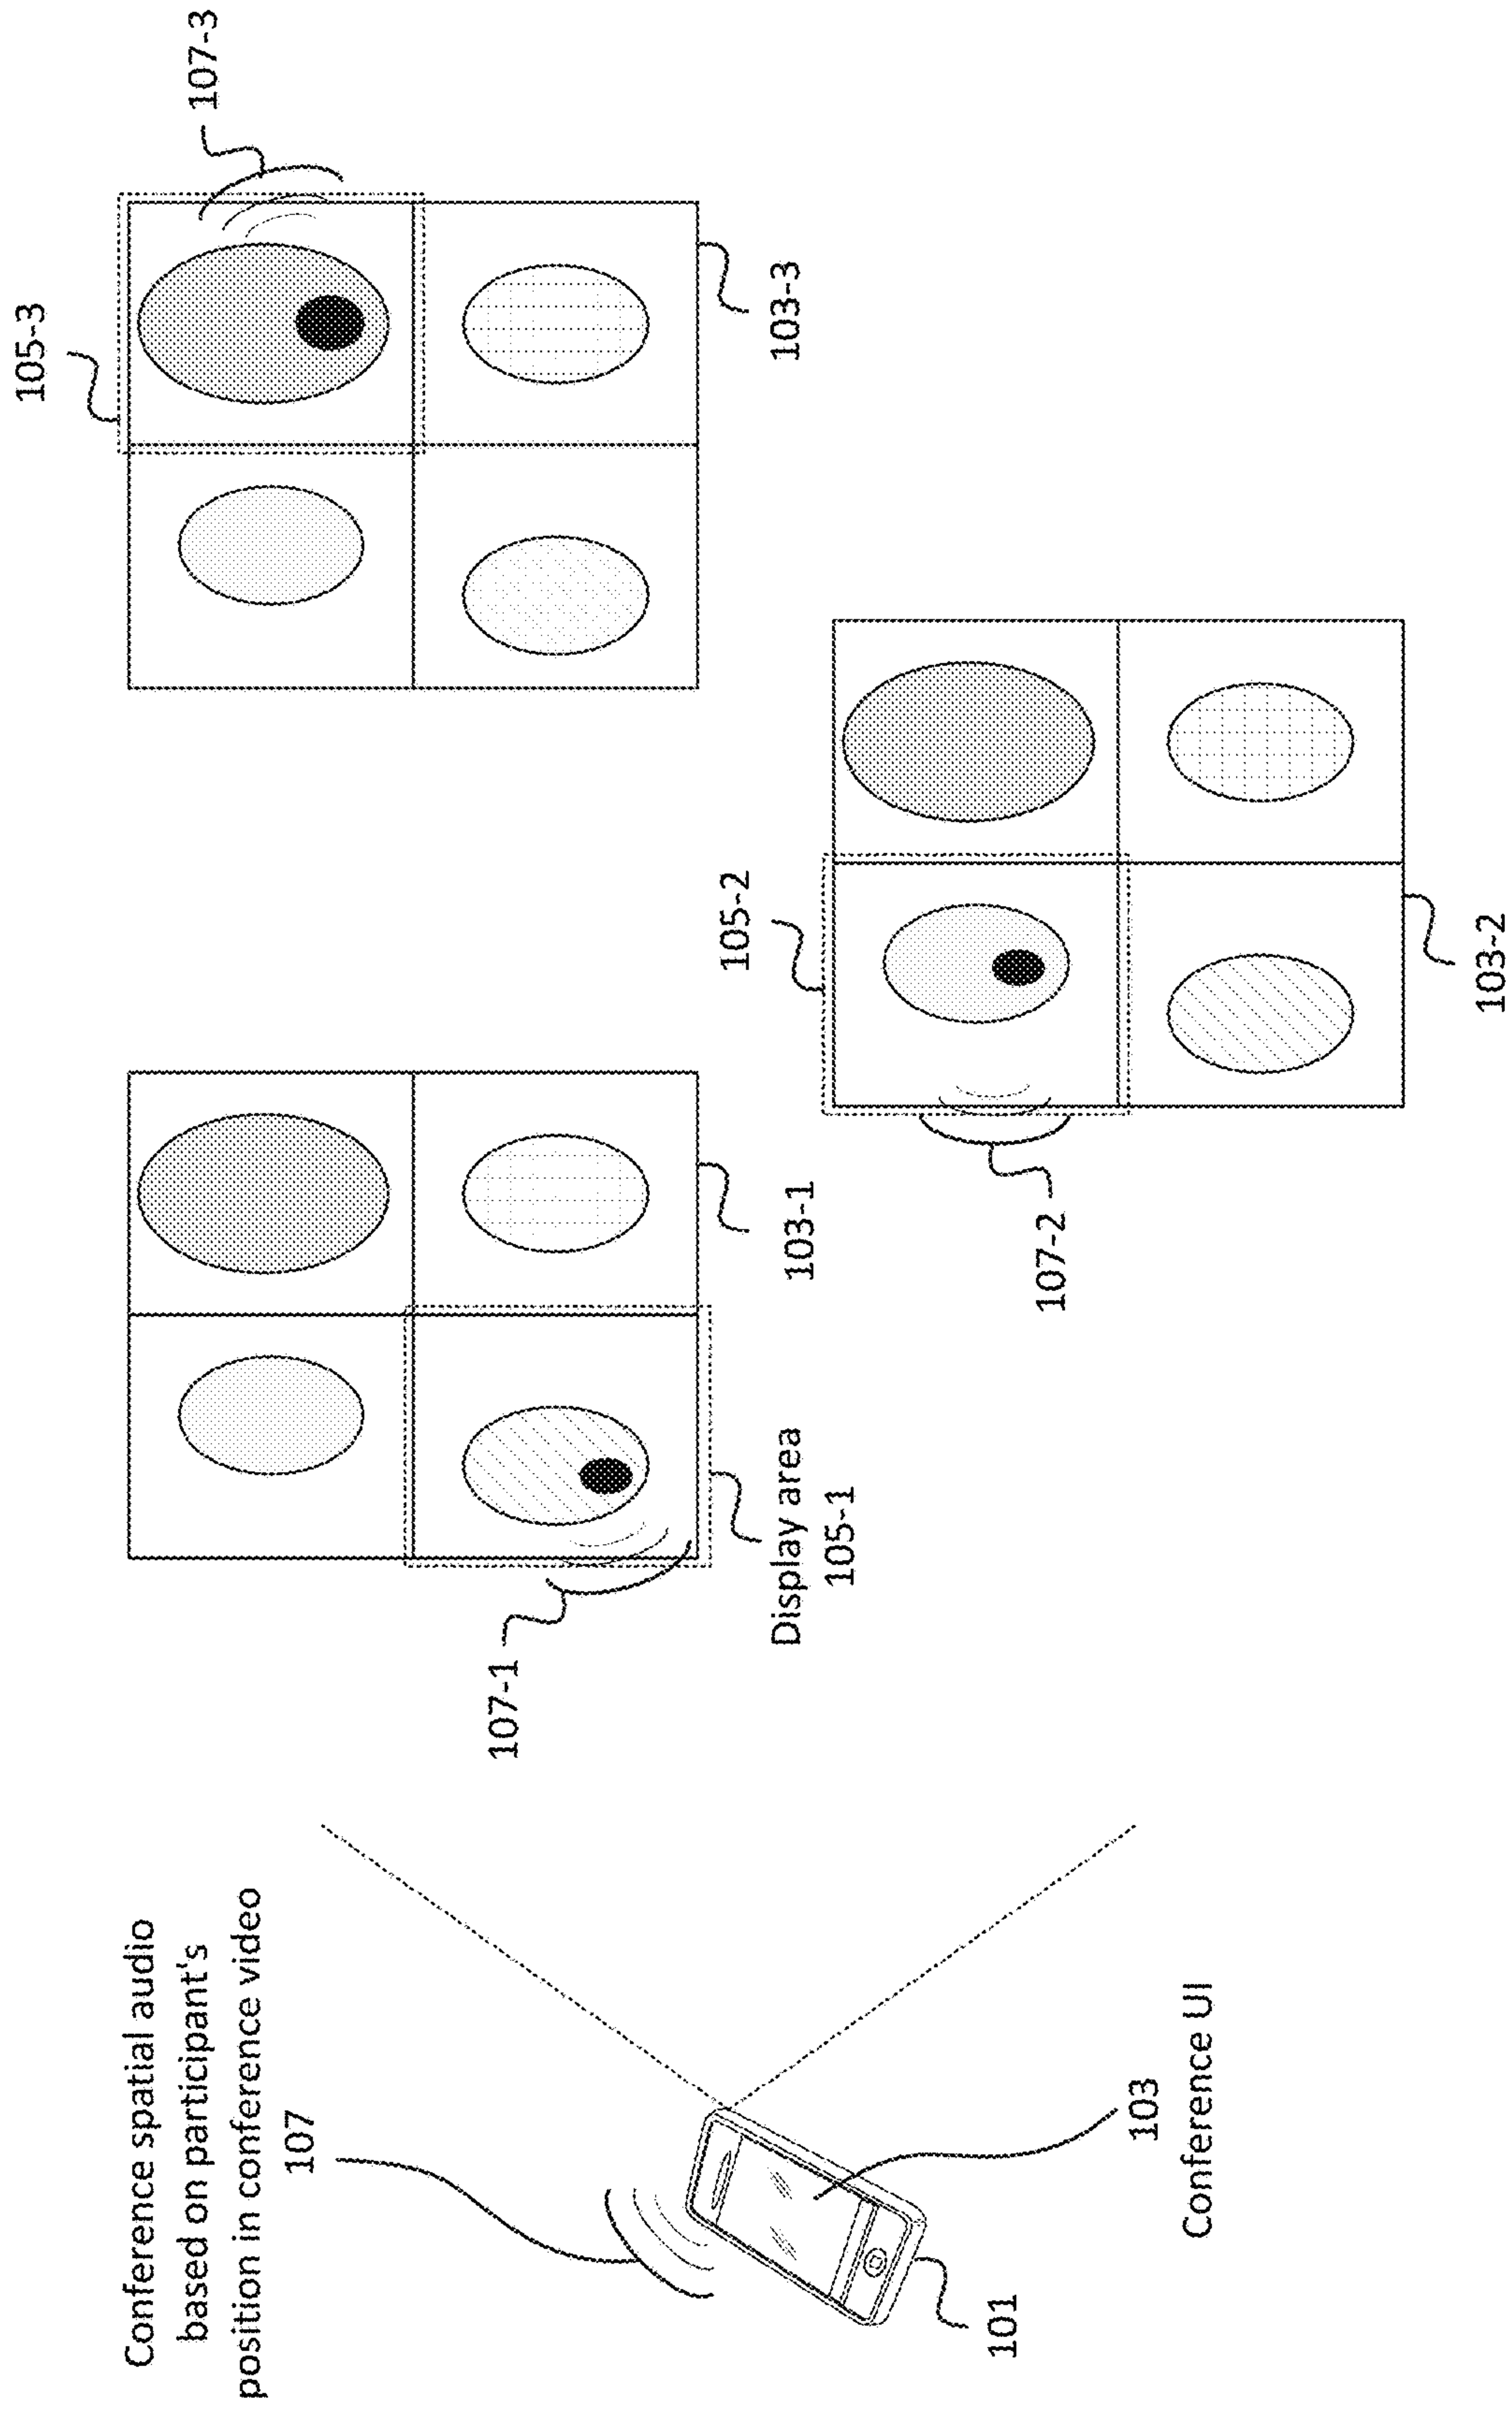 Conference spatial audio
based on participant's
position in conference video
107
101
103
Conference UI
107-1
Display area
105-1
103-1
105-2
107-2
103-2
105-3
107-3
103-3